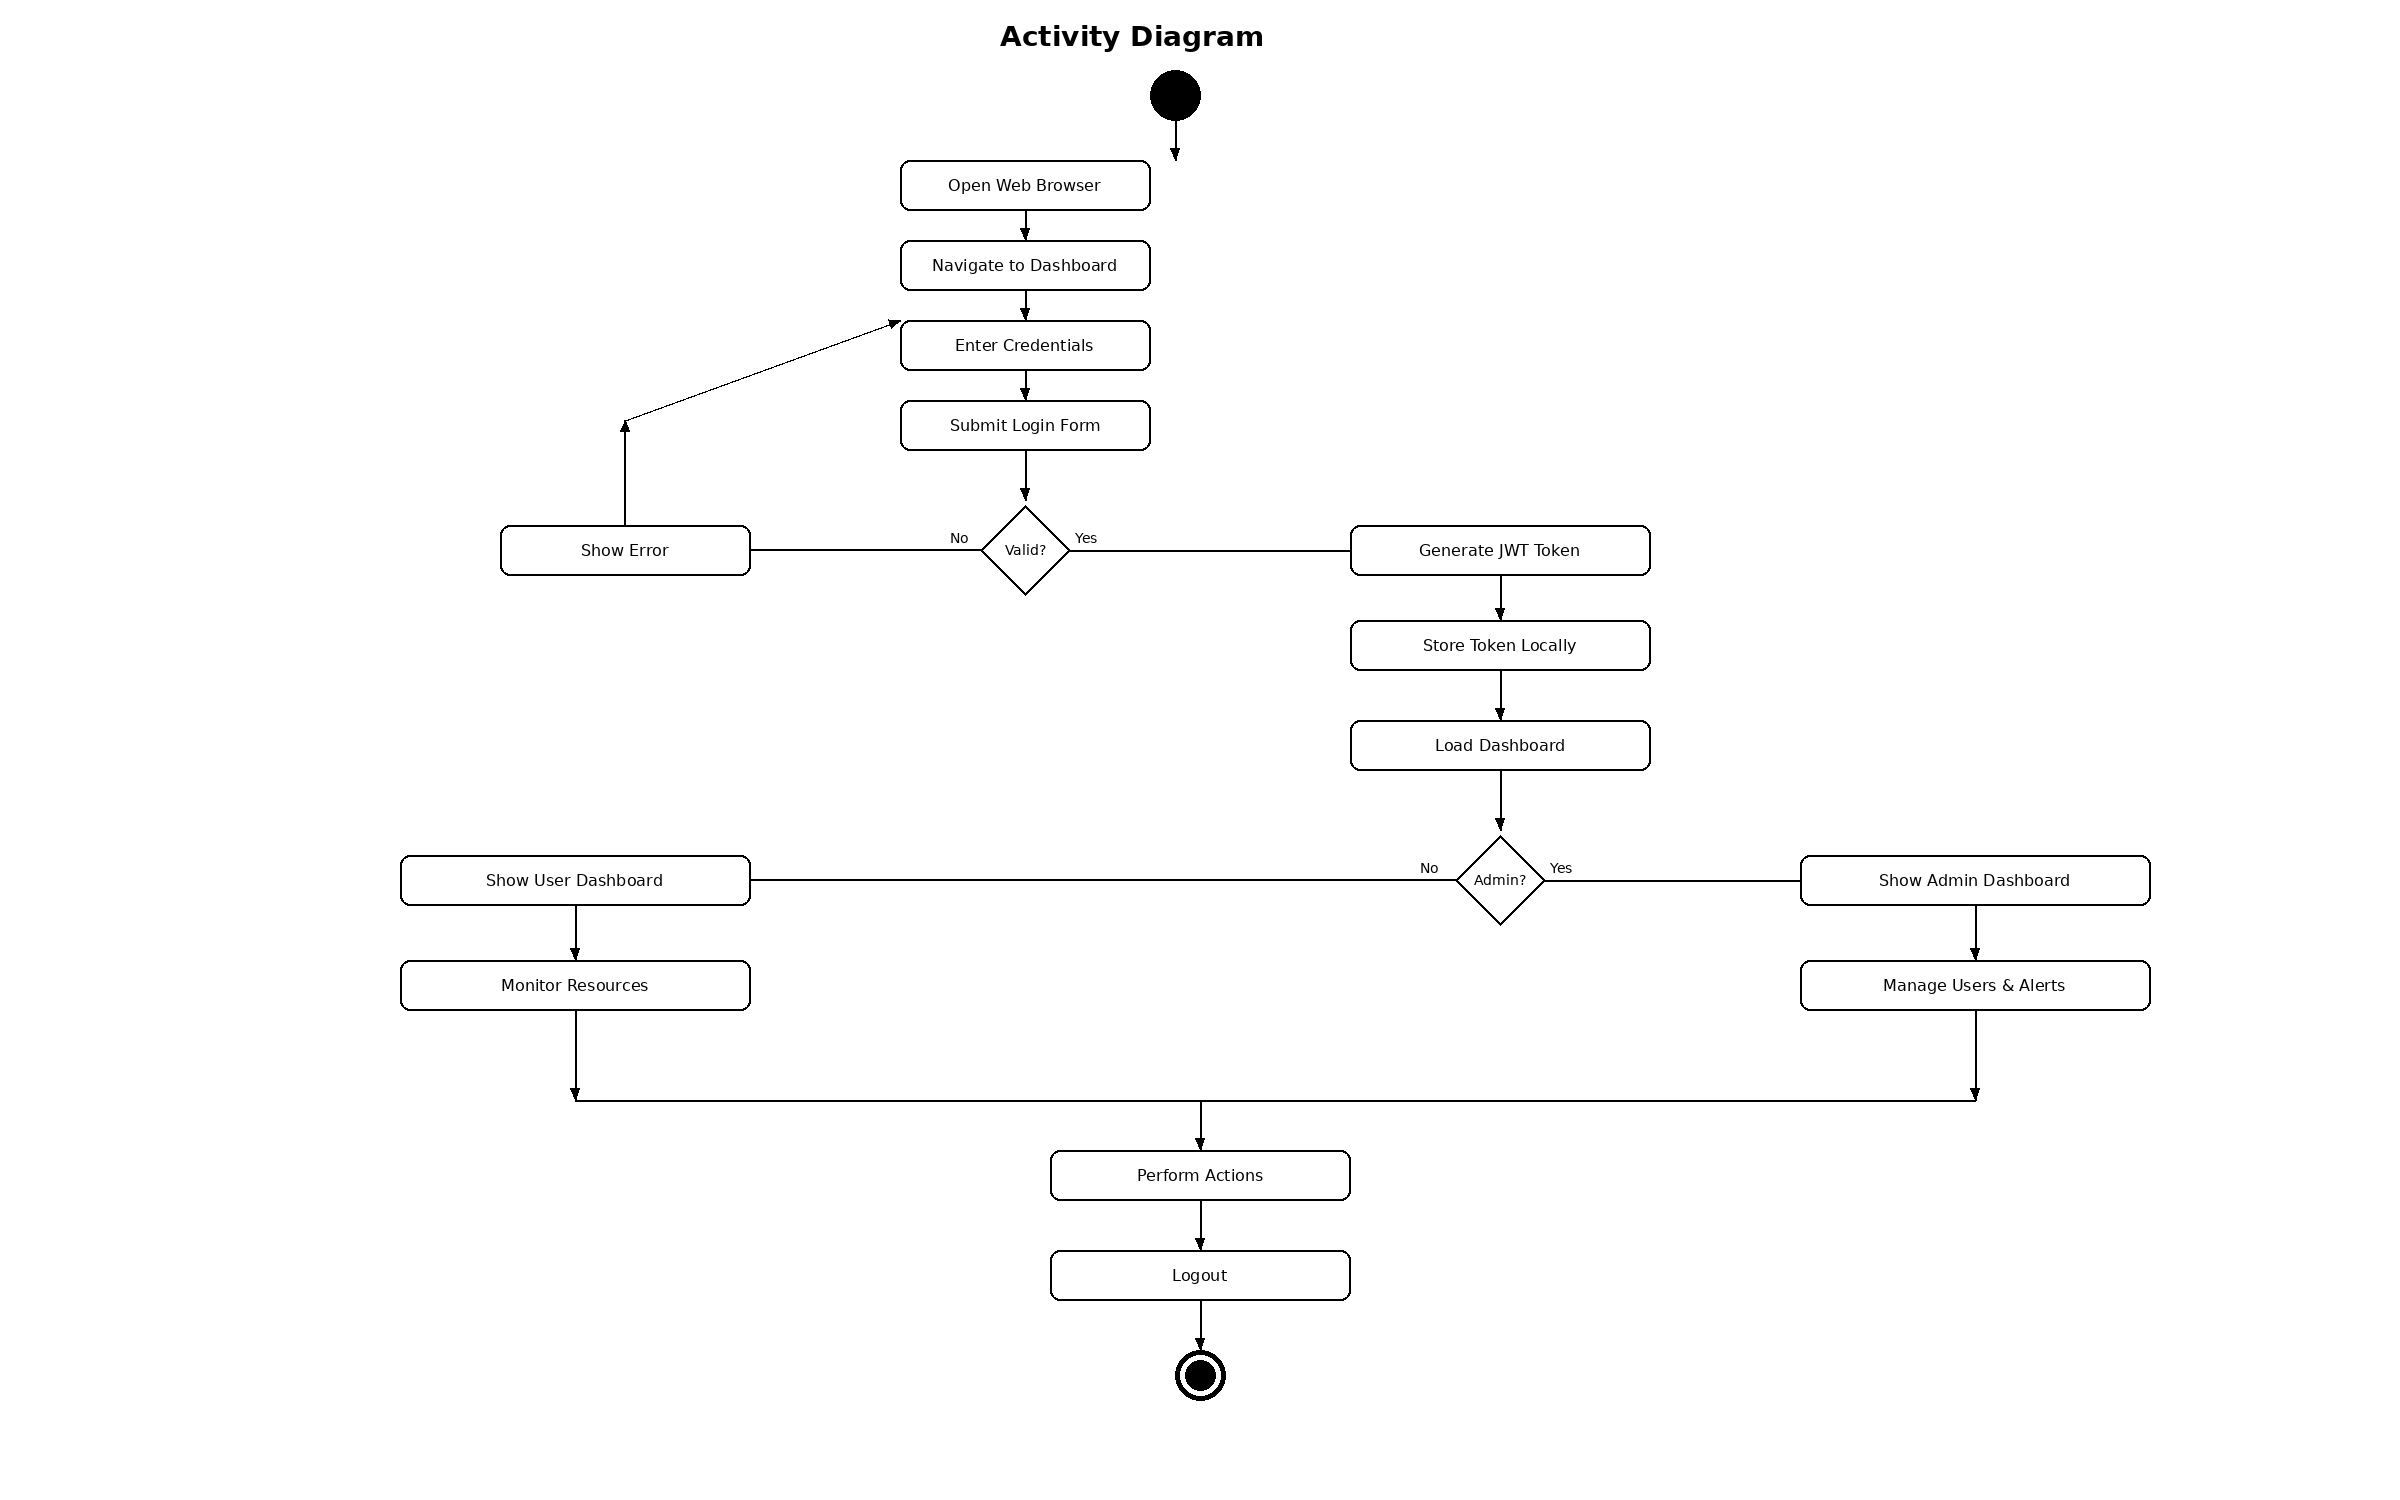 Activity Diagram
Open Web Browser
Navigate to Dashboard
Enter Credentials
Submit Login Form
No
Yes
Show Error
Valid?
Generate JWT Token
Store Token Locally
Load Dashboard
No
Yes
Show User Dashboard
Admin?
Show Admin Dashboard
Monitor Resources
Manage Users & Alerts
Perform Actions
Logout